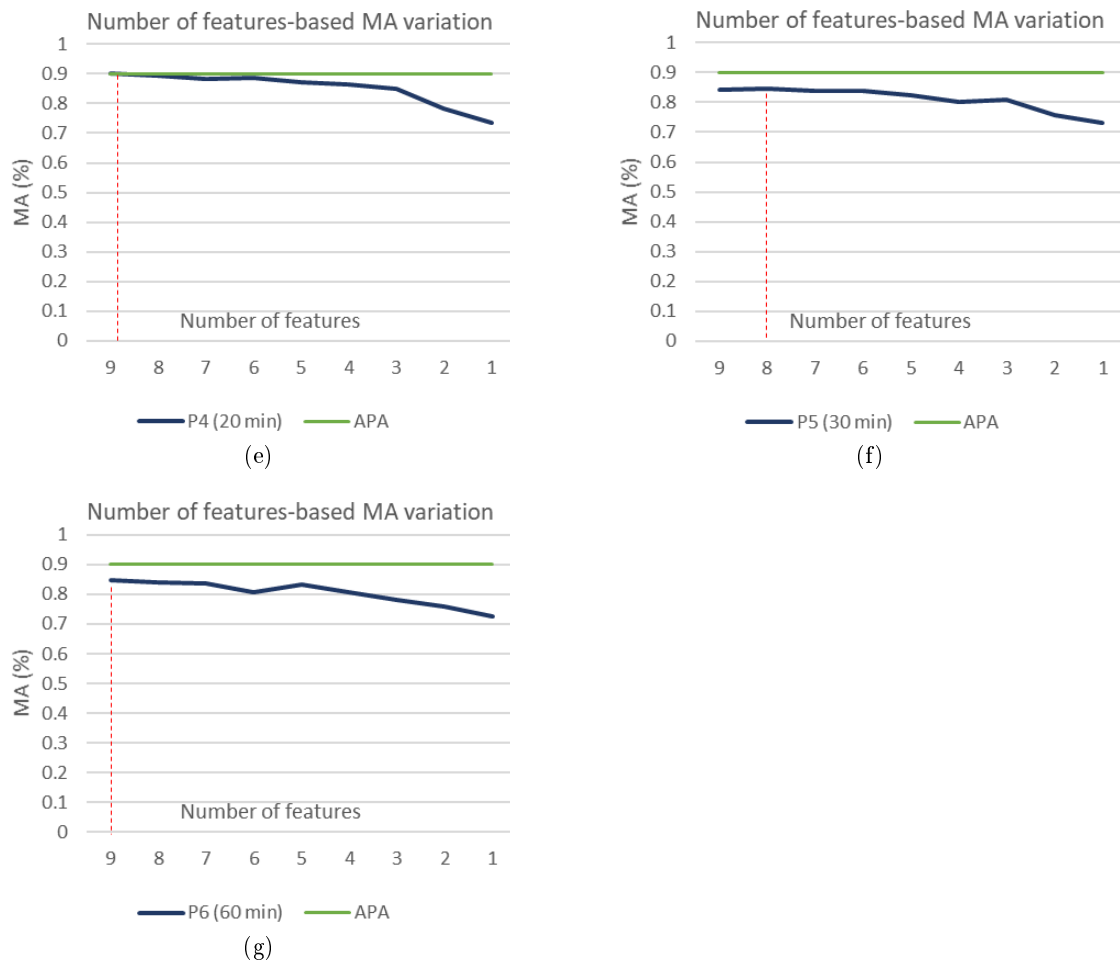 Number of features-based MA variation
1
0.9
0.8
0.7
0.6
0.5
0.4
0.3
0.2
0.1
0
MA (%)
Number of features
9 8 7 6 5 4 3 2 1
P4 (20 min) APA
(e)
Number of features-based MA variation
1
0.9
0.8
0.7
0.6
0.5
0.4
0.3
0.2
0.1
0
MA (%)
Number of features
9 8 7 6 5 4 3 2 1
P5 (30 min) APA
(f)
Number of features-based MA variation
1
0.9
0.8
0.7
0.6
0.5
0.4
0.3
0.2
0.1
0
MA (%)
Number of features
9 8 7 6 5 4 3 2 1
P6 (60 min) APA
(g)